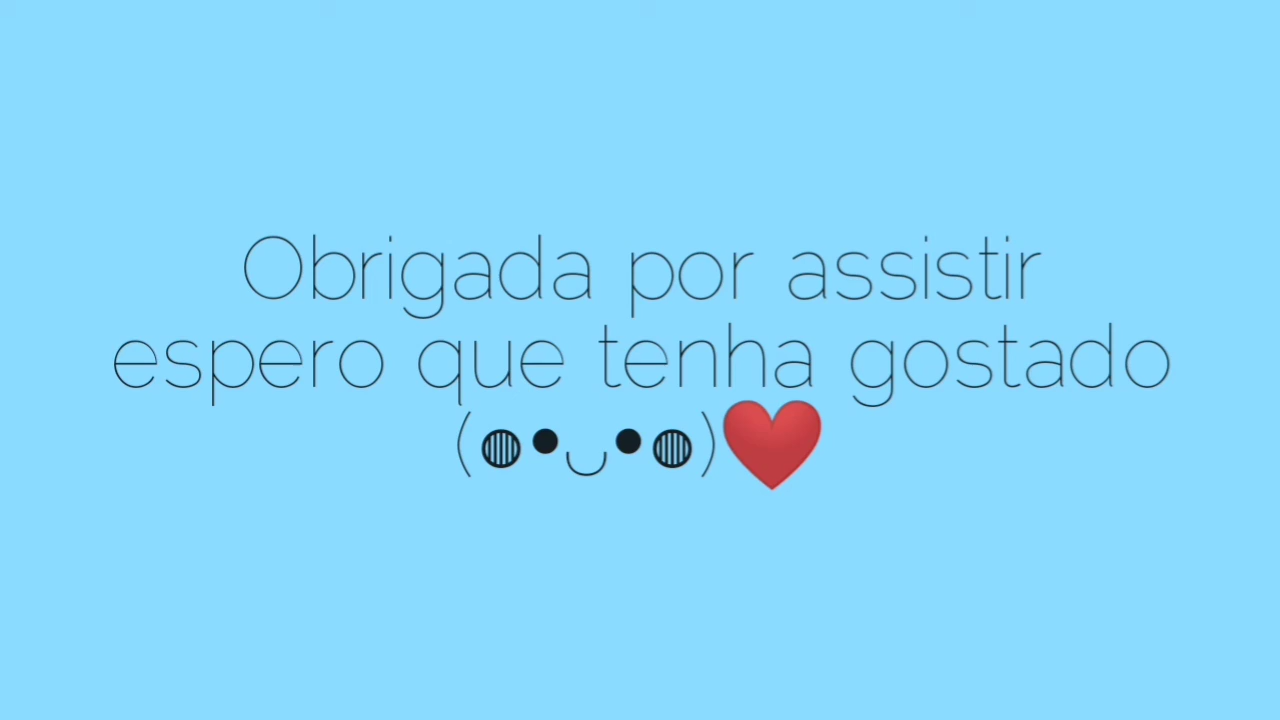 Obrigada por assistir
espero que tenha gostado
(◍•ᴗ•◍)❤